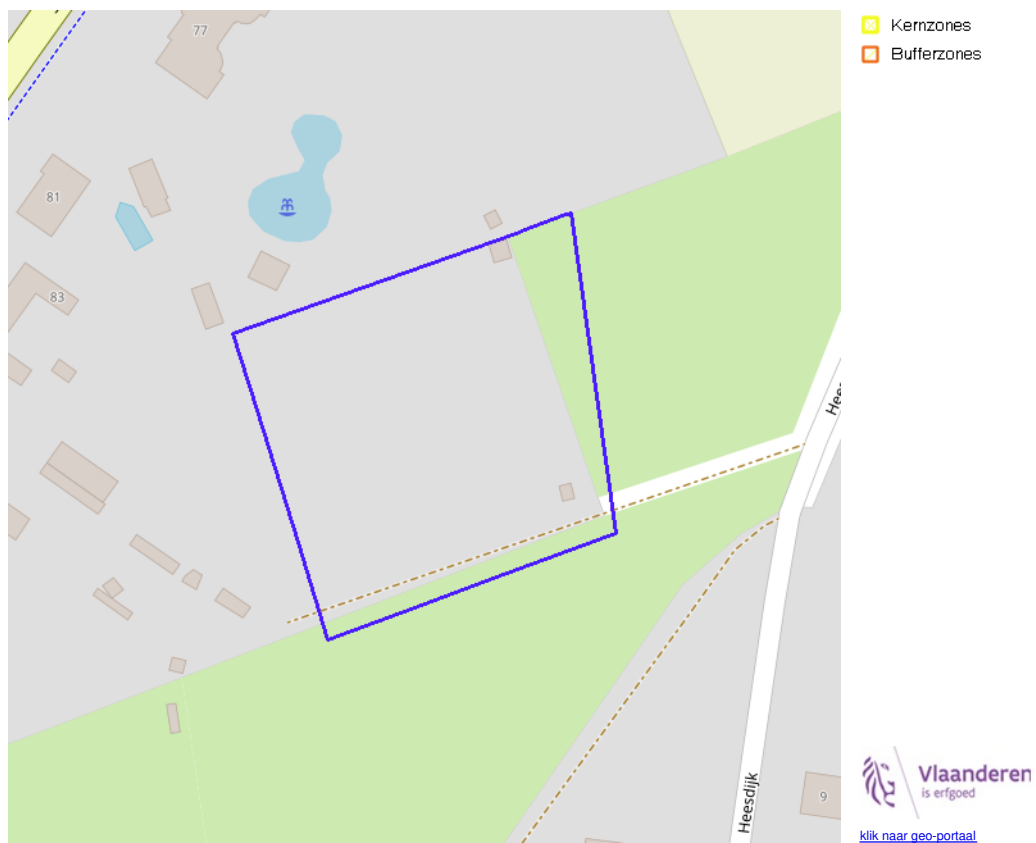 77
Kernzones
Bufferzones
81
83
Hees
Heesdijk
9
Vlaanderen
is erfgoed
klik naar geo-portaal